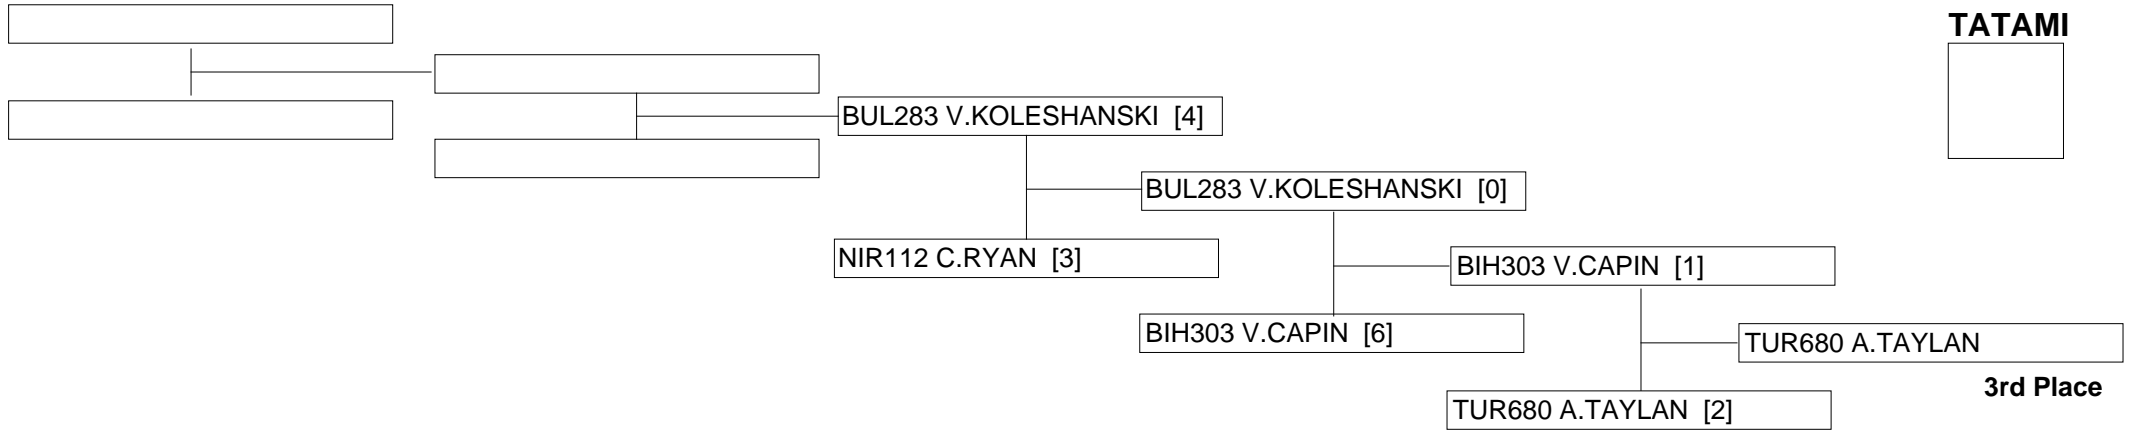 TATAMI
BUL283 V.KOLESHANSKI [4]
BUL283 V.KOLESHANSKI [0]
NIR112 C.RYAN [3]
BIH303 V.CAPIN [1]
BIH303 V.CAPIN [6]
TUR680 A.TAYLAN
3rd Place
TUR680 A.TAYLAN [2]